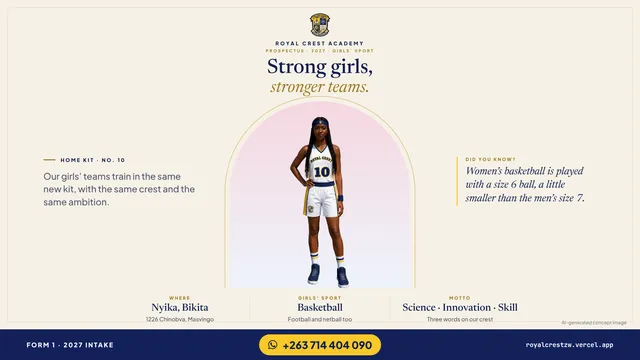 ROYAL CREST ACADEMY
PROSPECTUS · 2027 · GIRLS' SPORT
Strong girls,
stronger teams.
HOME KIT · NO. 10
Our girls' teams train in the same
new kit, with the same crest and the
same ambition.
ROYAL CREST
10
DID YOU KNOW?
Women's basketball is played
with a size 6 ball, a little
smaller than the men's size 7.
WHERE
Nyika, Bikita
1226 Chinobva, Masvingo
GIRLS' SPORT
Basketball
Football and netball too
MOTTO
Science · Innovation · Skill
Three words on our crest
AI-generated concept image
FORM 1 · 2027 INTAKE
+263 714 404 090
royalcrestzw.vercel.app